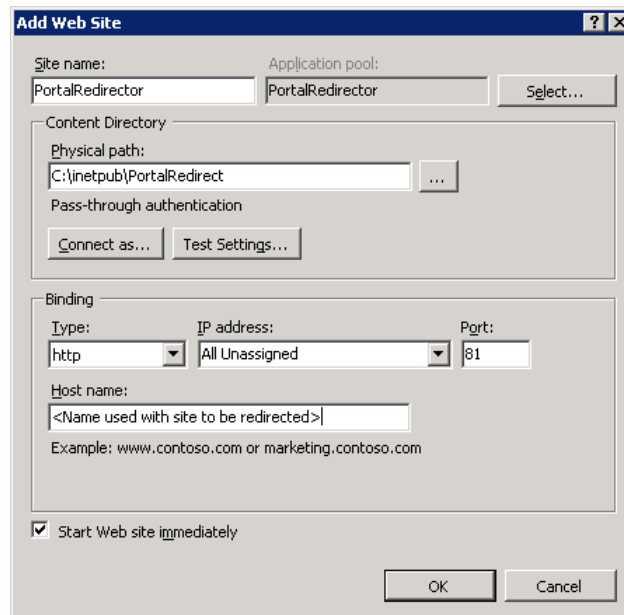 Add Web Site
Site name:
Application pool:
PortalRedirector
PortalRedirector
Select...
Content Directory
Physical path:
C:\inetpub\PortalRedirect
...
Pass-through authentication
Connect as...
Test Settings...
Binding
Type:
IP address:
Port:
http
All Unassigned
81
Host name:
<Name used with site to be redirected>
Example: www.contoso.com or marketing.contoso.com
Start Web site immediately
OK
Cancel